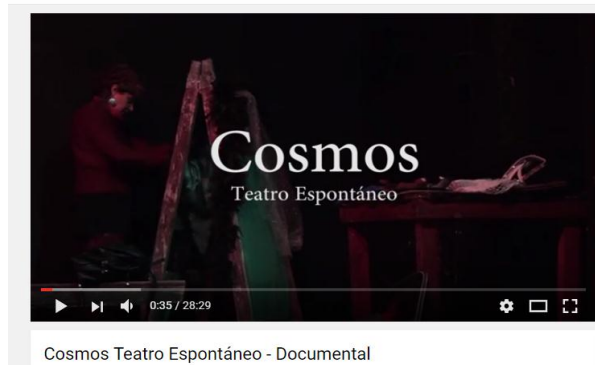 Cosmos
Teatro Espontáneo
0:35 / 28:29
Cosmos Teatro Espontáneo - Documental